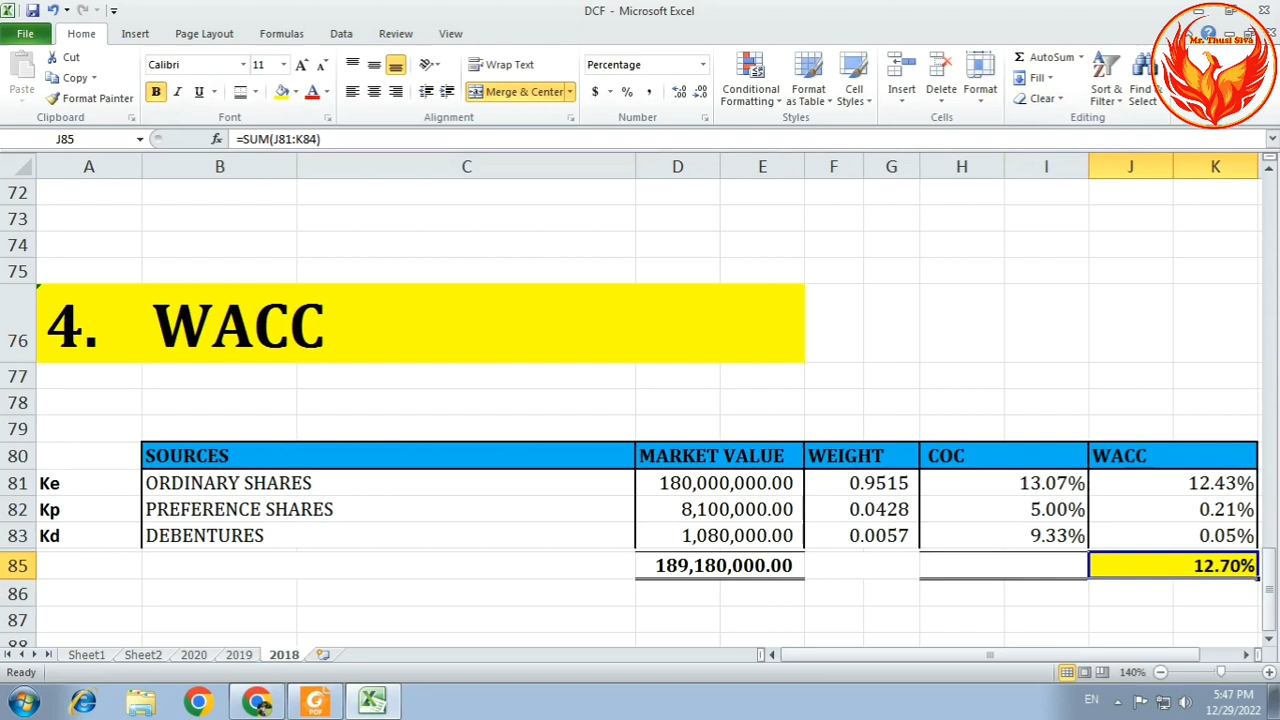 DCF - Microsoft Excel
Mr. Thusi Siva
File Home Insert Page Layout Formulas Data Review View
Cut Calibri 11 Wrap Text Percentage Σ AutoSum
Paste Copy Conditional Formatting Format as Table Cell Styles Insert Delete Format Fill Sort & Filter Find & Select
Format Painter B I U A Merge & Center $ % , Clear
Clipboard Font Alignment Number Styles Cells Editing
J85 fx =SUM(J81:K84)
A B C D E F G H I J K
72
73
74
75
76 4. WACC
77
78
79
80 SOURCES MARKET VALUE WEIGHT COC WACC
81 Ke ORDINARY SHARES 180,000,000.00 0.9515 13.07% 12.43%
82 Kp PREFERENCE SHARES 8,100,000.00 0.0428 5.00% 0.21%
83 Kd DEBENTURES 1,080,000.00 0.0057 9.33% 0.05%
85 189,180,000.00 12.70%
86
87
88
Sheet1 Sheet2 2020 2019 2018
Ready 140%
PDF EN 5:47 PM
12/29/2022